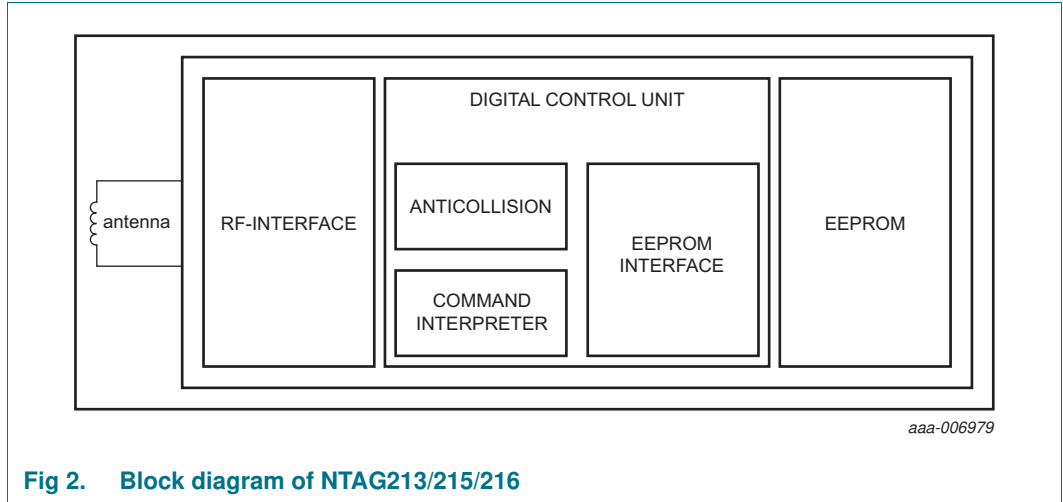 DIGITAL CONTROL UNIT
antenna
RF-INTERFACE
ANTICOLLISION
COMMAND
INTERPRETER
EEPROM
INTERFACE
EEPROM
aaa-006979
Fig 2. Block diagram of NTAG213/215/216